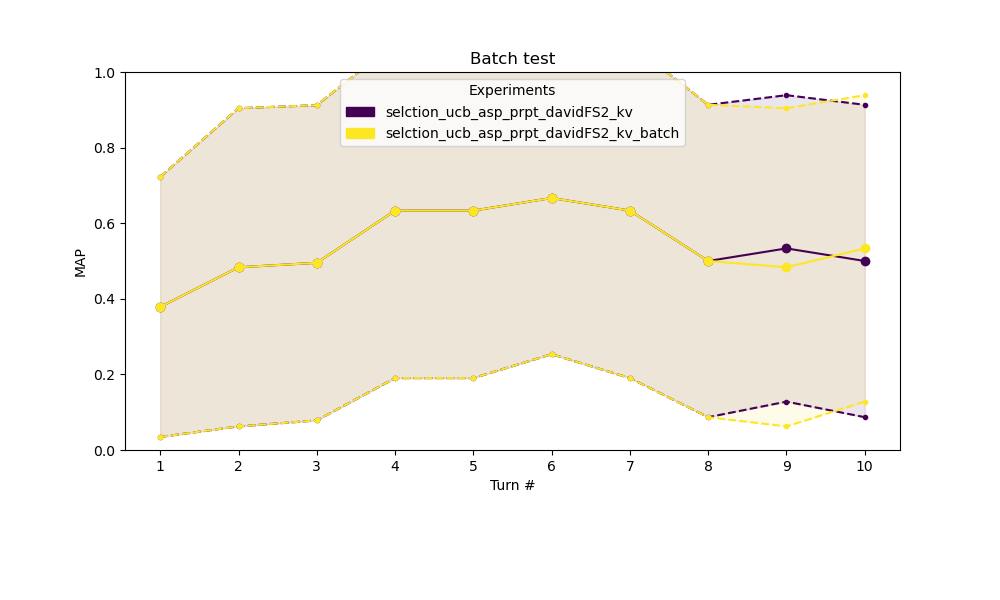 Batch test
Experiments
selction_ucb_asp_prpt_davidFS2_kv
selction_ucb_asp_prpt_davidFS2_kv_batch
MAP
1.0
0.8
0.6
0.4
0.2
0.0
1 2 3 4 5 6 7 8 9 10
Turn #